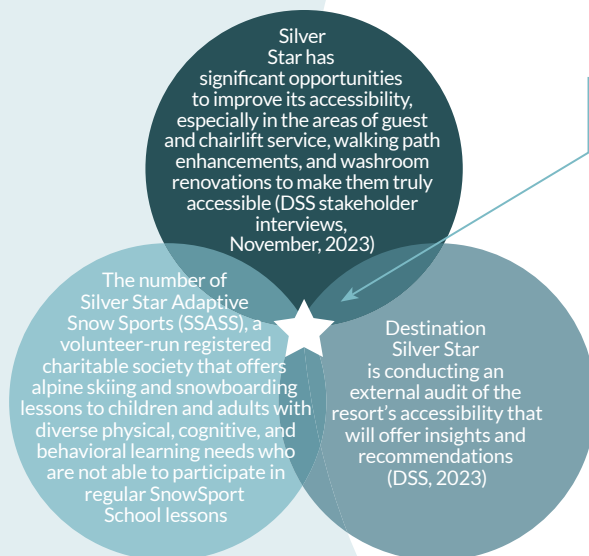 Silver
Star has
significant opportunities
to improve its accessibility,
especially in the areas of guest
and chairlift service, walking path
enhancements, and washroom
renovations to make them truly
accessible (DSS stakeholder
interviews,
November, 2023)
The number of
Silver Star Adaptive
Snow Sports (SSASS), a
volunteer-run registered
charitable society that offers
alpine skiing and snowboarding
lessons to children and adults with
diverse physical, cognitive, and
behavioral learning needs who
are not able to participate in
regular SnowSport
School lessons
Destination
Silver Star
is conducting an
external audit of the
resort’s accessibility that
will offer insights and
recommendations
(DSS, 2023)